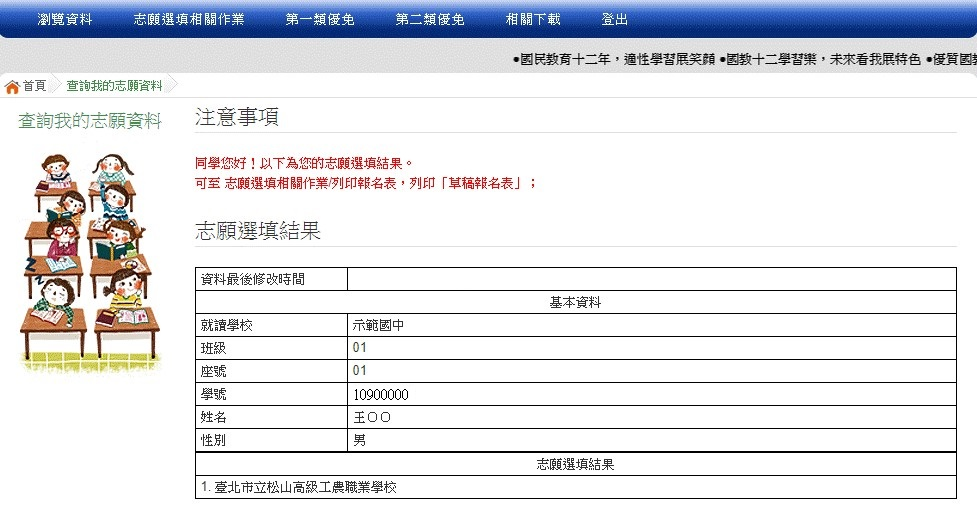 瀏覽資料 志願選填相關作業 第一類優免 第二類優免 相關下載 登出
●國民教育十二年，適性學習展笑顏 ●國教十二學習樂，未來看我展特色 ●優質國教
首頁 查詢我的志願資料
查詢我的志願資料
注意事項
同學您好！以下為您的志願選填結果。
可至 志願選填相關作業/列印報名表，列印「草稿報名表」；
志願選填結果
資料最後修改時間
基本資料
就讀學校 示範國中
班級 01
座號 01
學號 10900000
姓名 王○○
性別 男
志願選填結果
1. 臺北市立松山高級工農職業學校